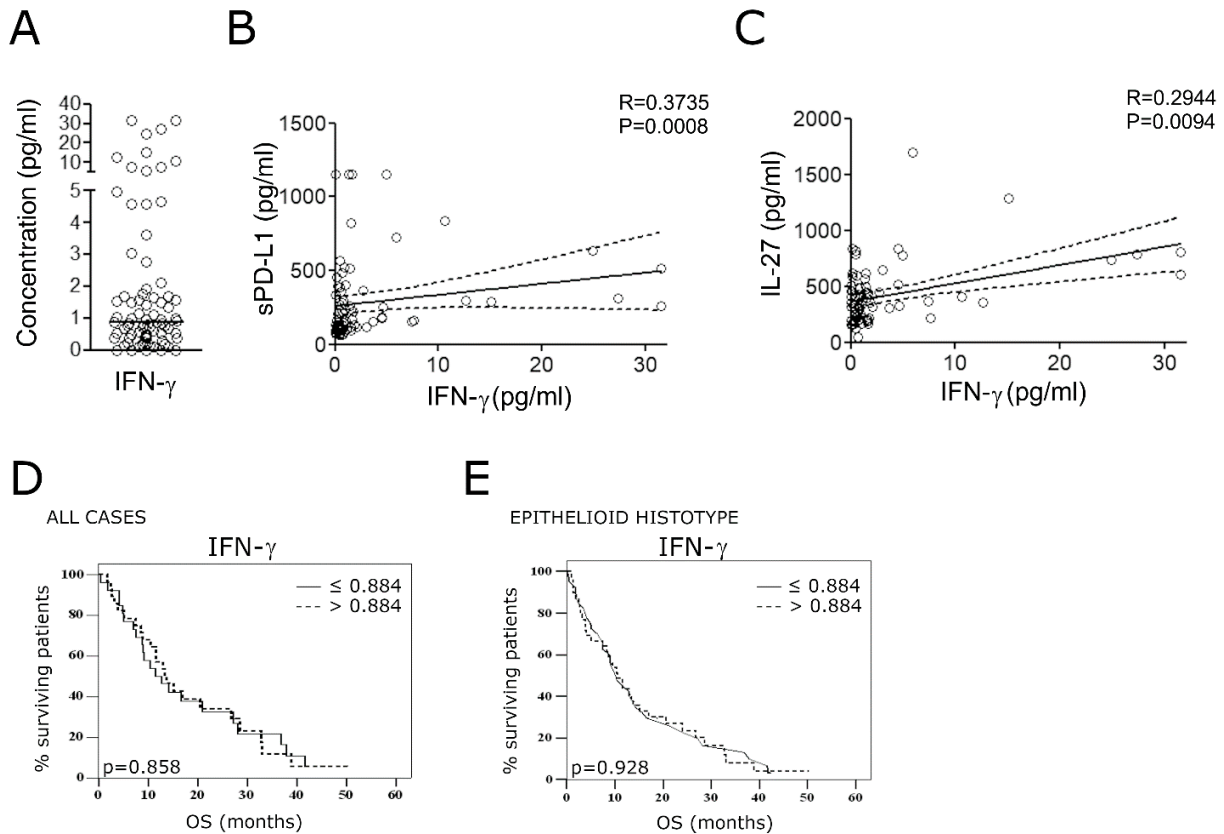 A
B
C
Concentration (pg/ml)
40
30
20
10
5
4
3
2
1
0
IFN-γ
R=0.3735
P=0.0008
sPD-L1 (pg/ml)
1500
1000
500
0
0 10 20 30
IFN-γ(pg/ml)
R=0.2944
P=0.0094
IL-27 (pg/ml)
2000
1500
1000
500
0
0 10 20 30
IFN-γ (pg/ml)
D
ALL CASES
IFN-γ
≤ 0.884
> 0.884
% surviving patients
100
80
60
40
20
0
p=0.858
0 10 20 30 40 50 60
OS (months)
E
EPITHELIOID HISTOTYPE
IFN-γ
≤ 0.884
> 0.884
% surviving patients
100
80
60
40
20
0
p=0.928
0 10 20 30 40 50 60
OS (months)